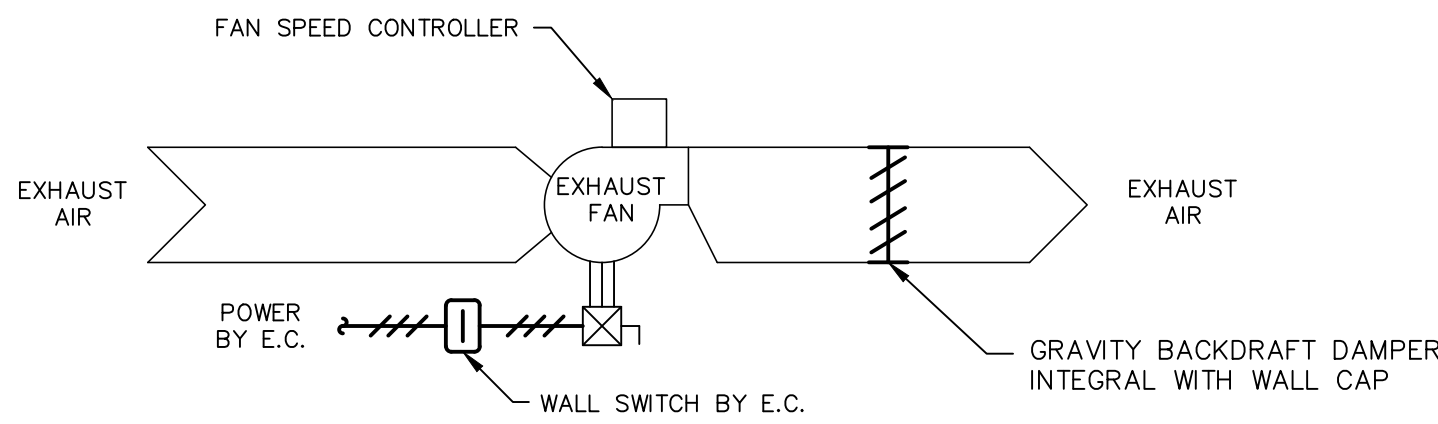 FAN SPEED CONTROLLER
EXHAUST
AIR
EXHAUST
FAN
EXHAUST
AIR
POWER
BY E.C.
GRAVITY BACKDRAFT DAMPER
INTEGRAL WITH WALL CAP
WALL SWITCH BY E.C.